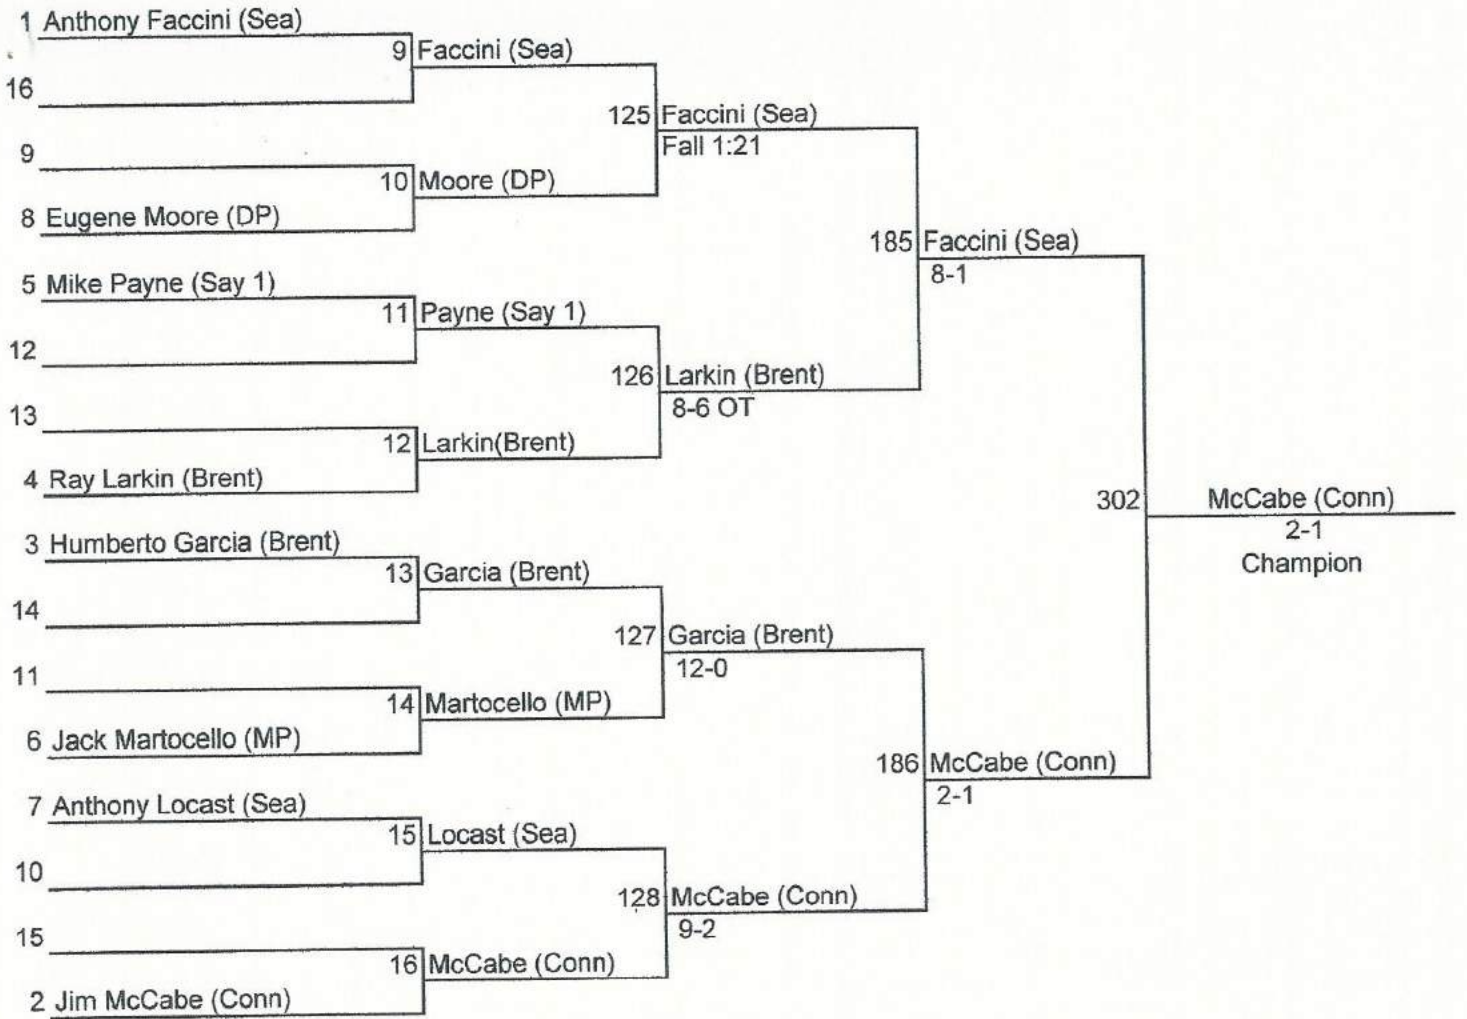 1 Anthony Faccini (Sea)
9 Faccini (Sea)
16
125 Faccini (Sea)
Fall 1:21
9
10 Moore (DP)
8 Eugene Moore (DP)
185 Faccini (Sea)
8-1
5 Mike Payne (Say 1)
11 Payne (Say 1)
12
126 Larkin (Brent)
8-6 OT
13
12 Larkin(Brent)
4 Ray Larkin (Brent)
302 McCabe (Conn)
2-1
Champion
3 Humberto Garcia (Brent)
13 Garcia (Brent)
14
127 Garcia (Brent)
12-0
11
14 Martocello (MP)
6 Jack Martocello (MP)
186 McCabe (Conn)
2-1
7 Anthony Locast (Sea)
15 Locast (Sea)
10
128 McCabe (Conn)
9-2
15
16 McCabe (Conn)
2 Jim McCabe (Conn)